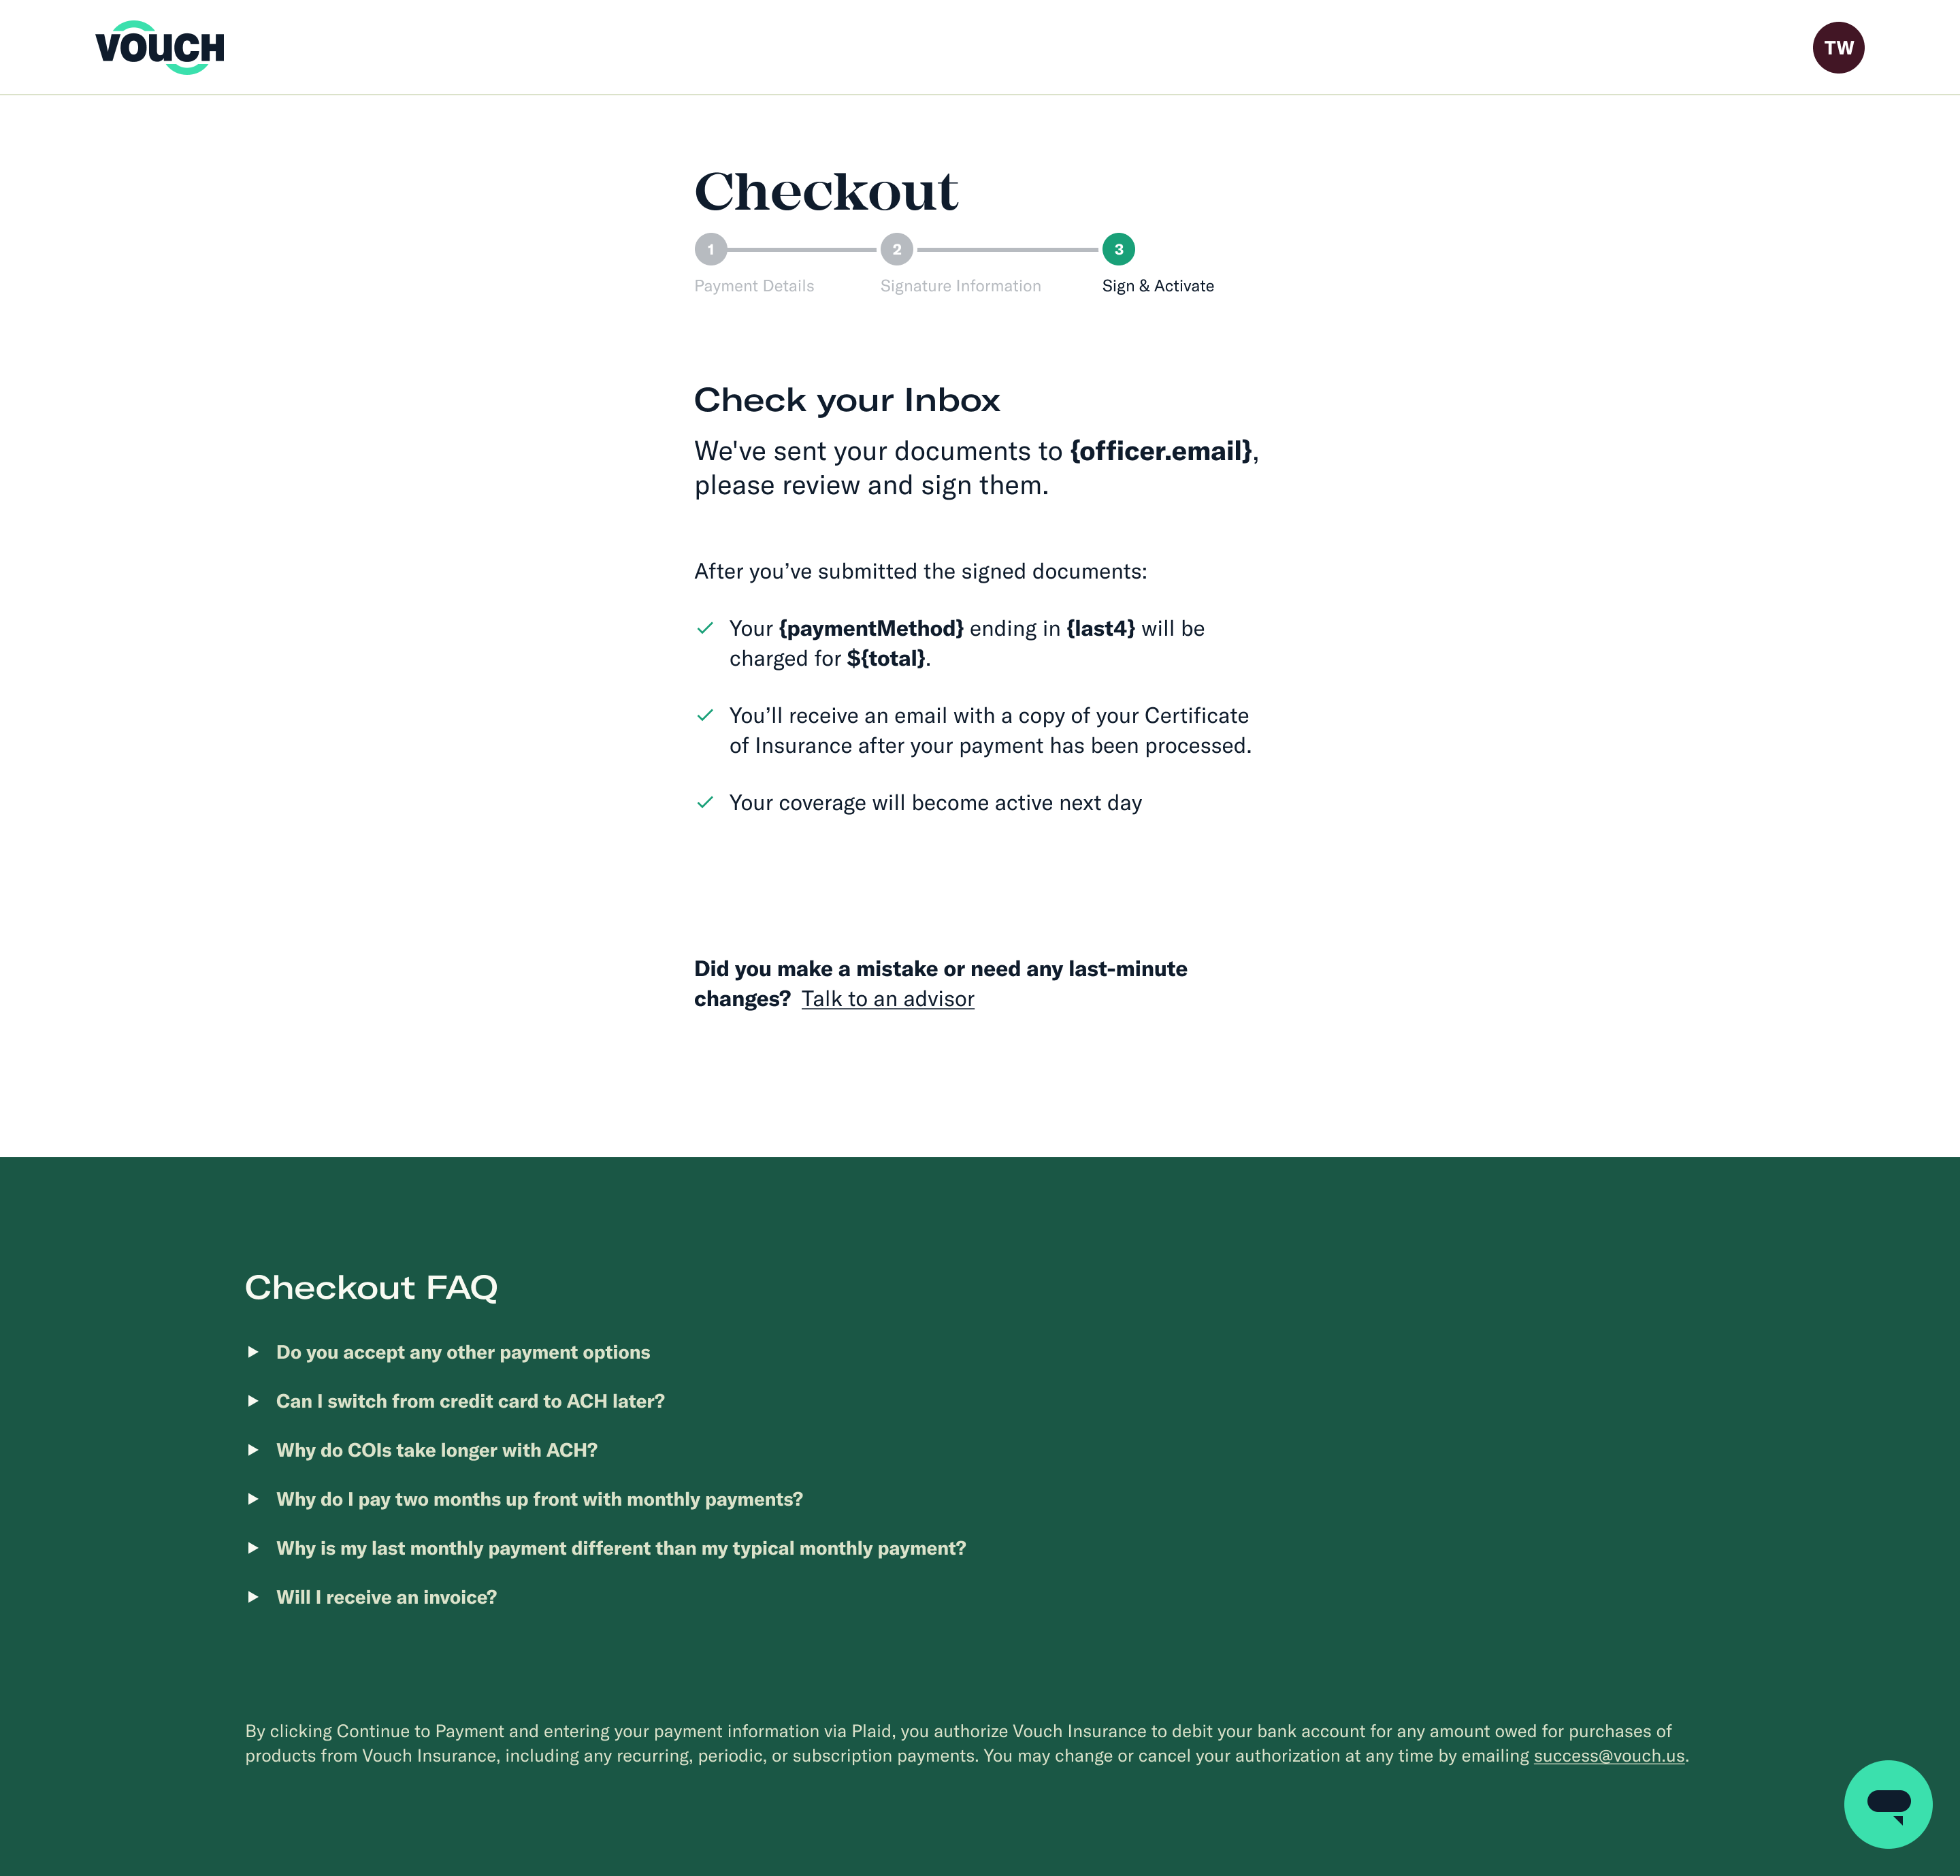 VOUCH
TW
Checkout
1
2
3
Payment Details
Signature Information
Sign & Activate
Check your Inbox
We've sent your documents to {officer.email},
please review and sign them.
After you’ve submitted the signed documents:
Your {paymentMethod} ending in {last4} will be
charged for ${total}.
You’ll receive an email with a copy of your Certificate
of Insurance after your payment has been processed.
Your coverage will become active next day
Did you make a mistake or need any last-minute
changes? Talk to an advisor
Checkout FAQ
Do you accept any other payment options
Can I switch from credit card to ACH later?
Why do COIs take longer with ACH?
Why do I pay two months up front with monthly payments?
Why is my last monthly payment different than my typical monthly payment?
Will I receive an invoice?
By clicking Continue to Payment and entering your payment information via Plaid, you authorize Vouch Insurance to debit your bank account for any amount owed for purchases of
products from Vouch Insurance, including any recurring, periodic, or subscription payments. You may change or cancel your authorization at any time by emailing success@vouch.us.